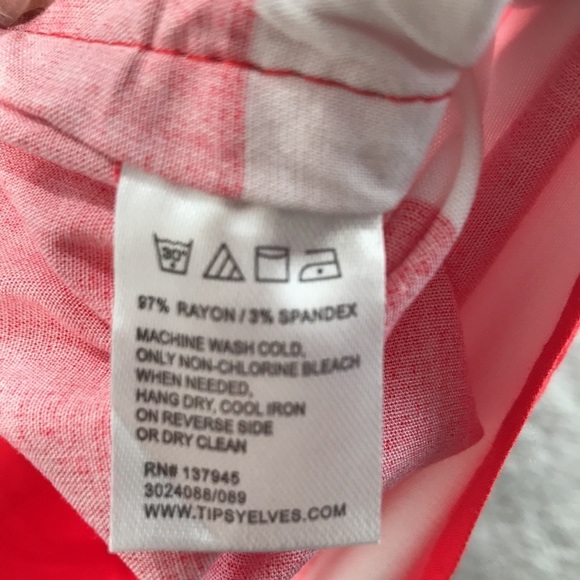 30°
97% RAYON / 3% SPANDEX
MACHINE WASH COLD,
ONLY NON-CHLORINE BLEACH
WHEN NEEDED,
HANG DRY, COOL IRON
ON REVERSE SIDE
OR DRY CLEAN
RN# 137945
3024088/089
WWW.TIPSYELVES.COM